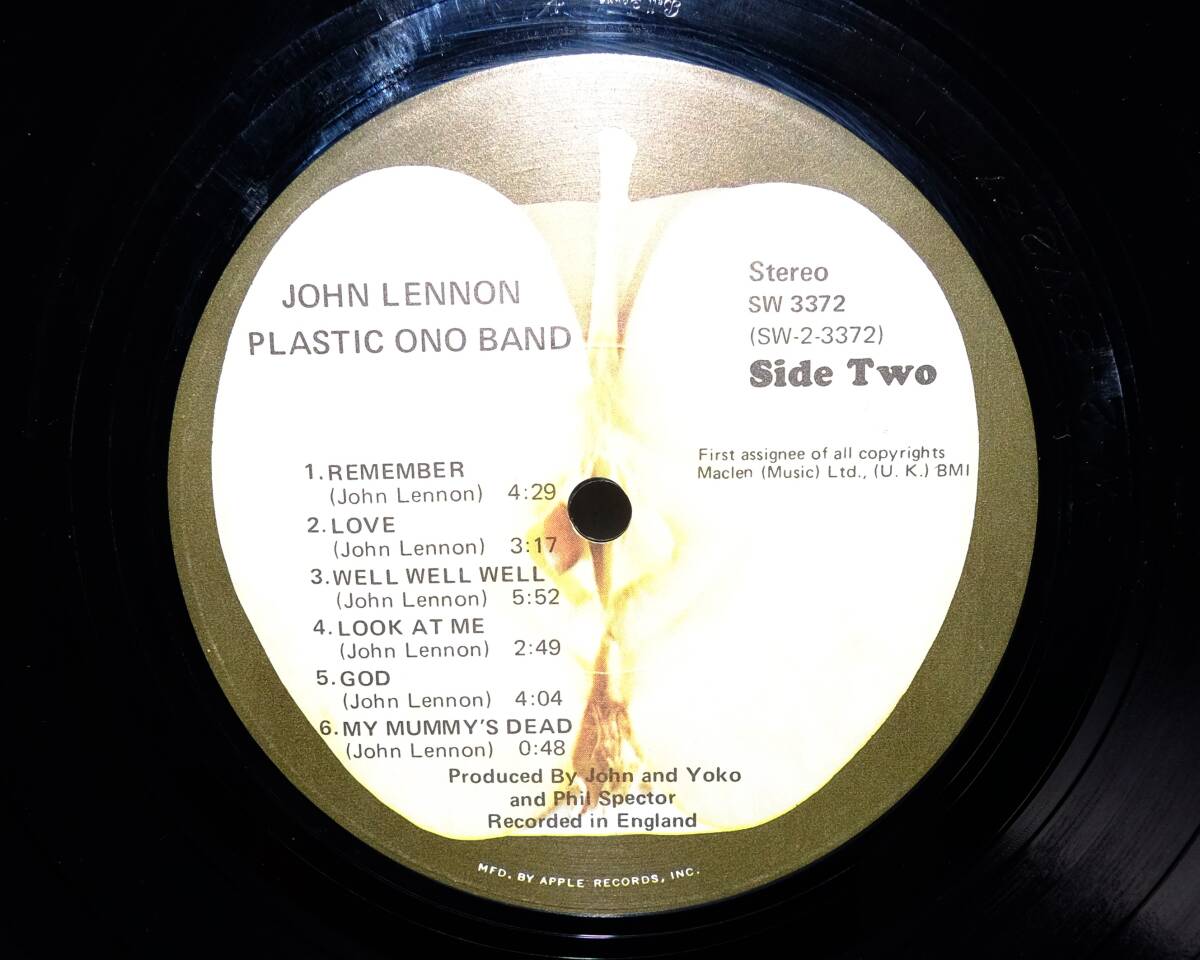 JOHN LENNON
PLASTIC ONO BAND
Stereo
SW 3372
(SW-2-3372)
Side Two
First assignee of all copyrights
Maclen (Music) Ltd., (U. K.) BMI
1. REMEMBER
(John Lennon) 4:29
2. LOVE
(John Lennon) 3:17
3. WELL WELL WELL
(John Lennon) 5:52
4. LOOK AT ME
(John Lennon) 2:49
5. GOD
(John Lennon) 4:04
6. MY MUMMY'S DEAD
(John Lennon) 0:48
Produced By John and Yoko
and Phil Spector
Recorded in England
MFD. BY APPLE RECORDS, INC.